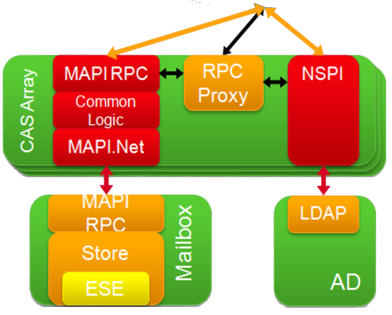 CAS Array
MAPI RPC
Common
Logic
MAPI.Net
RPC
Proxy
NSPI
MAPI
RPC
Store
ESE
Mailbox
LDAP
AD